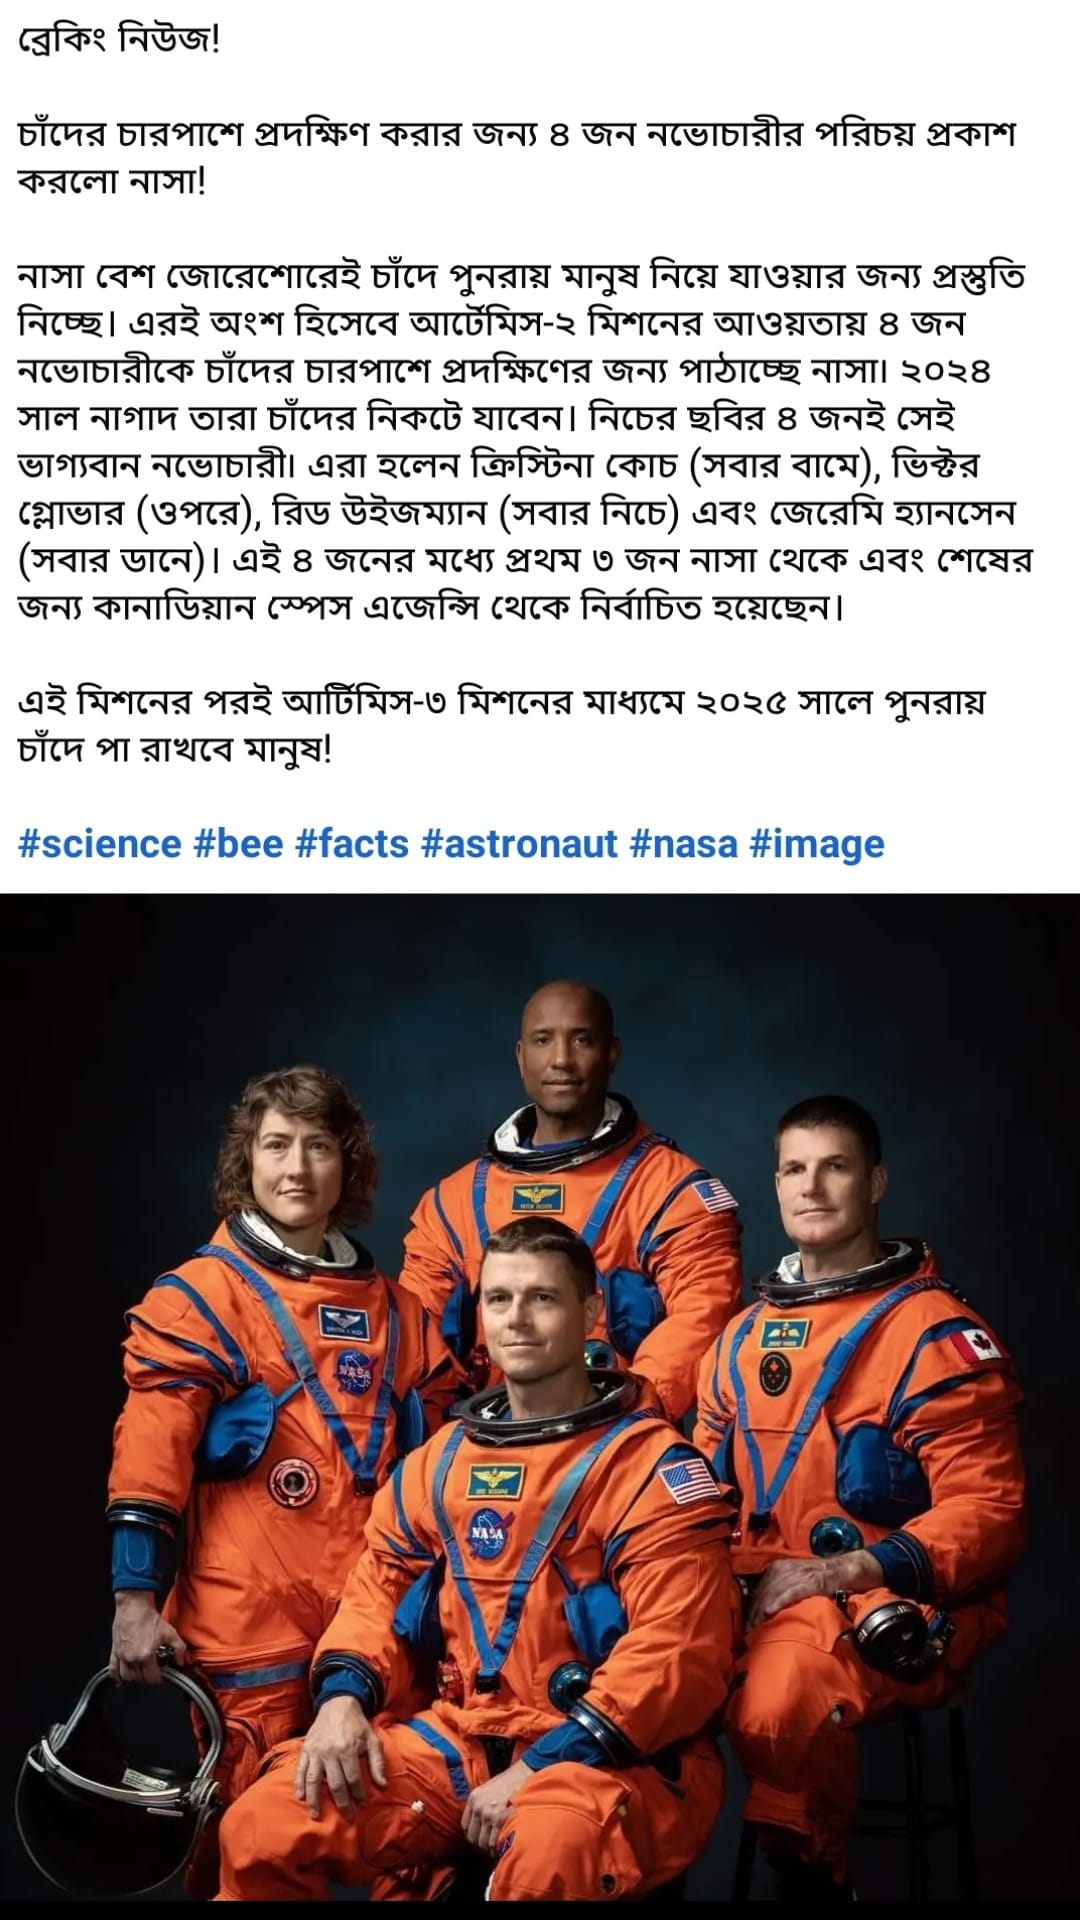 ব্রেকিং নিউজ!
চাঁদের চারপাশে প্রদক্ষিণ করার জন্য ৪ জন নভোচারীর পরিচয় প্রকাশ
করলো নাসা!
নাসা বেশ জোরেশোরেই চাঁদে পুনরায় মানুষ নিয়ে যাওয়ার জন্য প্রস্তুতি
নিচ্ছে। এরই অংশ হিসেবে আর্টেমিস-২ মিশনের আওয়তায় ৪ জন
নভোচারীকে চাঁদের চারপাশে প্রদক্ষিণের জন্য পাঠাচ্ছে নাসা। ২০২৪
সাল নাগাদ তারা চাঁদের নিকটে যাবেন। নিচের ছবির ৪ জনই সেই
ভাগ্যবান নভোচারী। এরা হলেন ক্রিস্টিনা কোচ (সবার বামে), ভিক্টর
গ্লোভার (ওপরে), রিড উইজম্যান (সবার নিচে) এবং জেরেমি হ্যানসেন
(সবার ডানে)। এই ৪ জনের মধ্যে প্রথম ৩ জন নাসা থেকে এবং শেষের
জন্য কানাডিয়ান স্পেস এজেন্সি থেকে নির্বাচিত হয়েছেন।
এই মিশনের পরই আর্টিমিস-৩ মিশনের মাধ্যমে ২০২৫ সালে পুনরায়
চাঁদে পা রাখবে মানুষ!
#science #bee #facts #astronaut #nasa #image
NASA
NASA